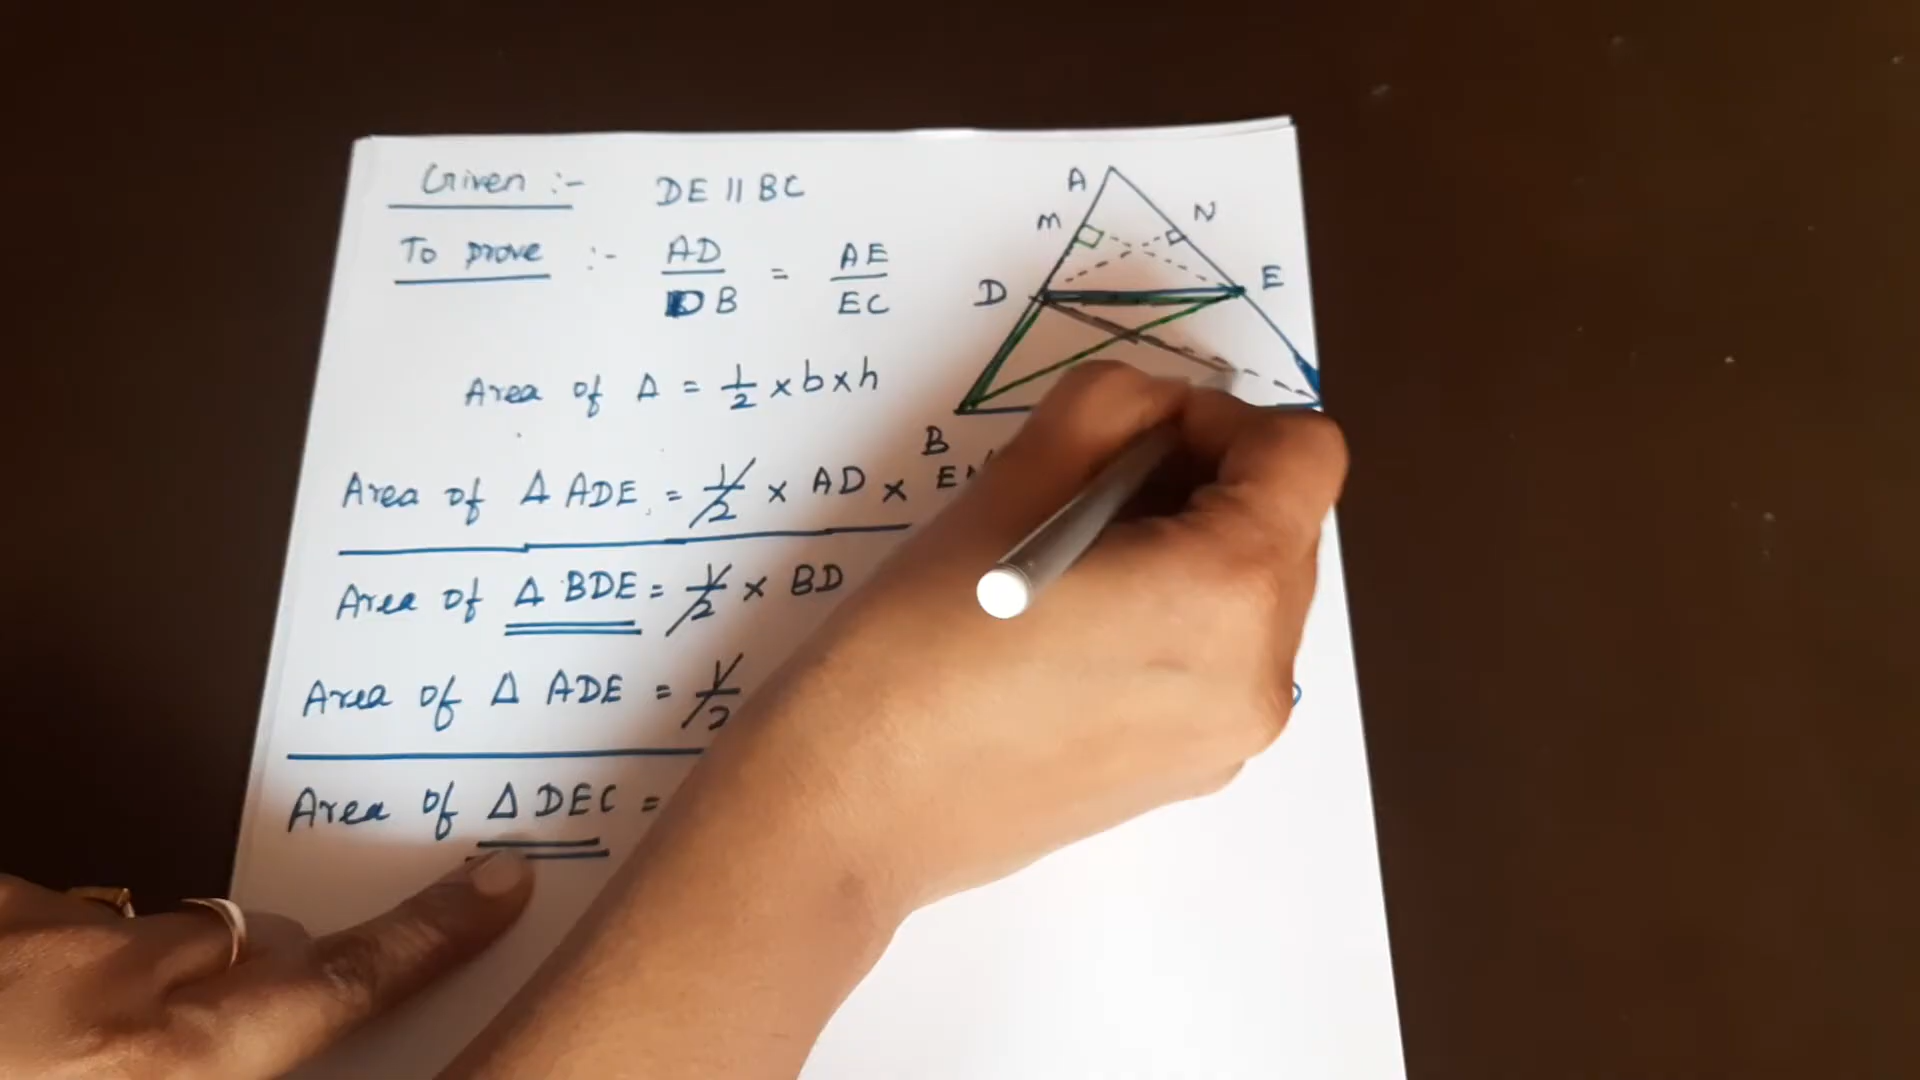 Given :- DE || BC
To prove :- AD/DB = AE/EC
Area of Δ = 1/2 × b × h
Area of Δ ADE = 1/2 × AD ×
Area of Δ BDE = 1/2 × BD
Area of Δ ADE = 1/2
Area of Δ DEC =
A
M
N
D
E
B